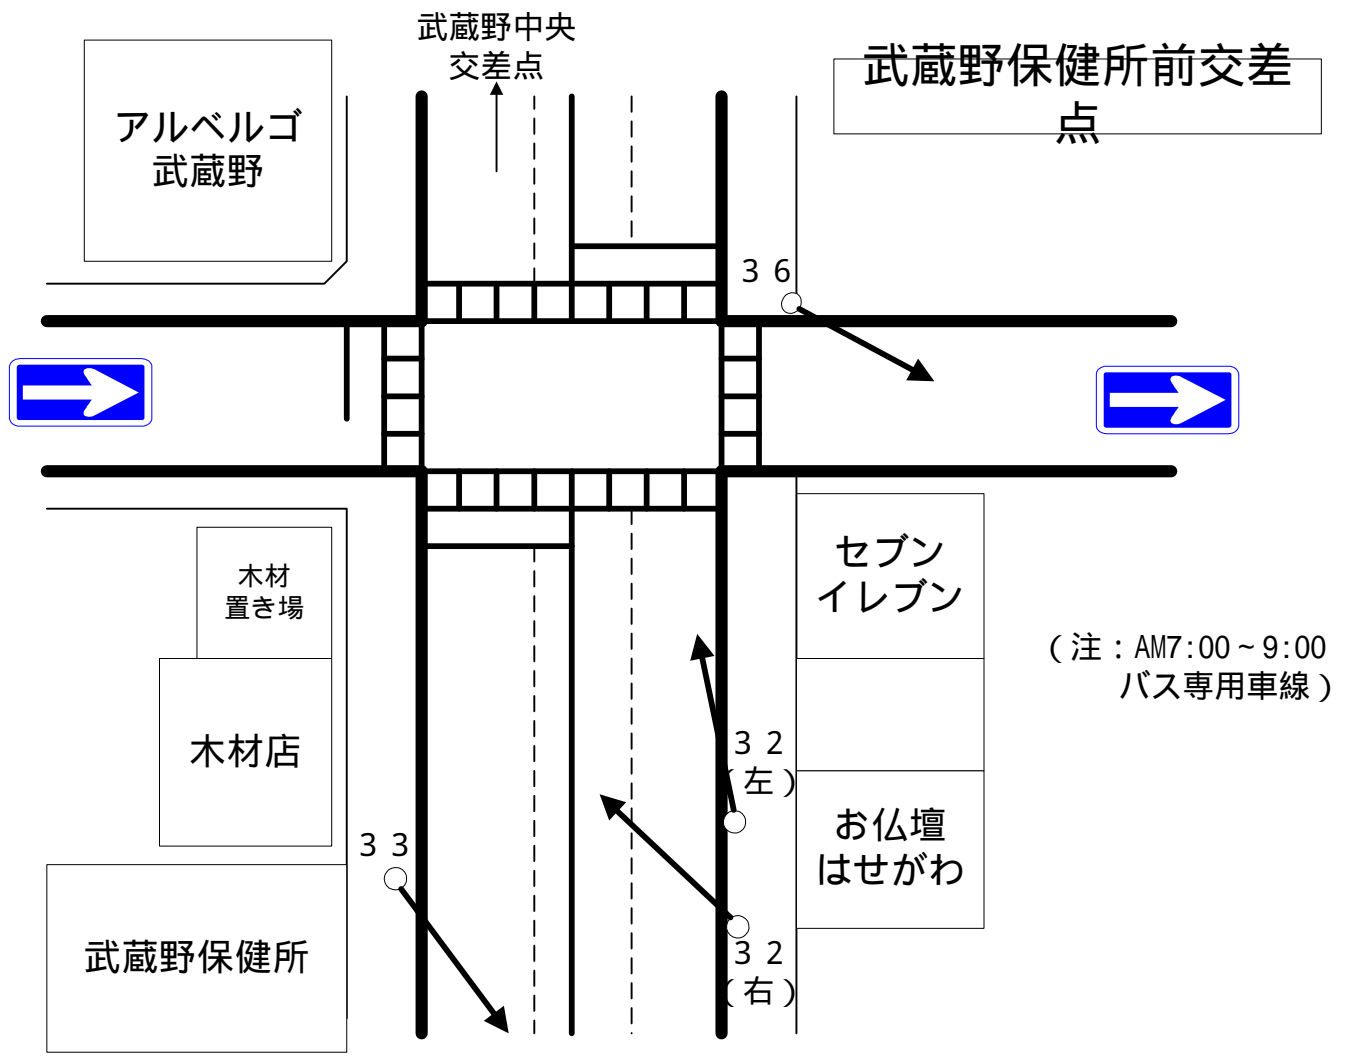 武蔵野中央
交差点
武蔵野保健所前交差
点
アルベルゴ
武蔵野
３６
セブン
イレブン
木材
置き場
（注：AM7:00～9:00
バス専用車線）
木材店
３２
（左）
お仏壇
はせがわ
３３
武蔵野保健所
３２
（右）